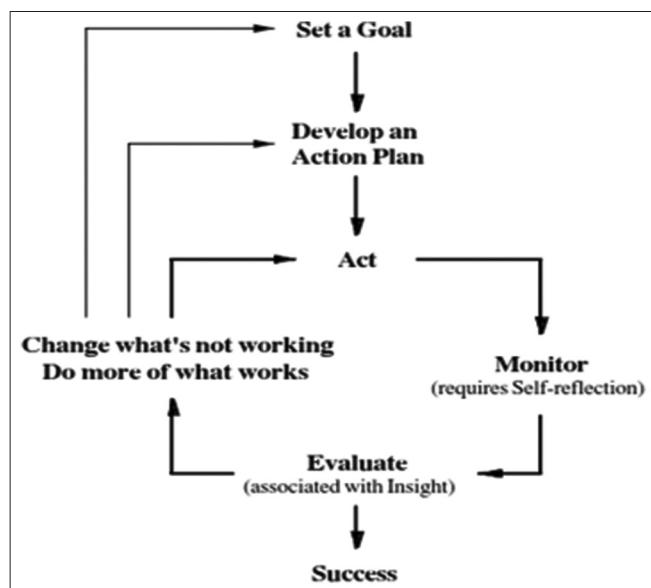 Set a Goal
Develop an
Action Plan
Act
Change what's not working
Do more of what works
Monitor
(requires Self-reflection)
Evaluate
(associated with Insight)
Success